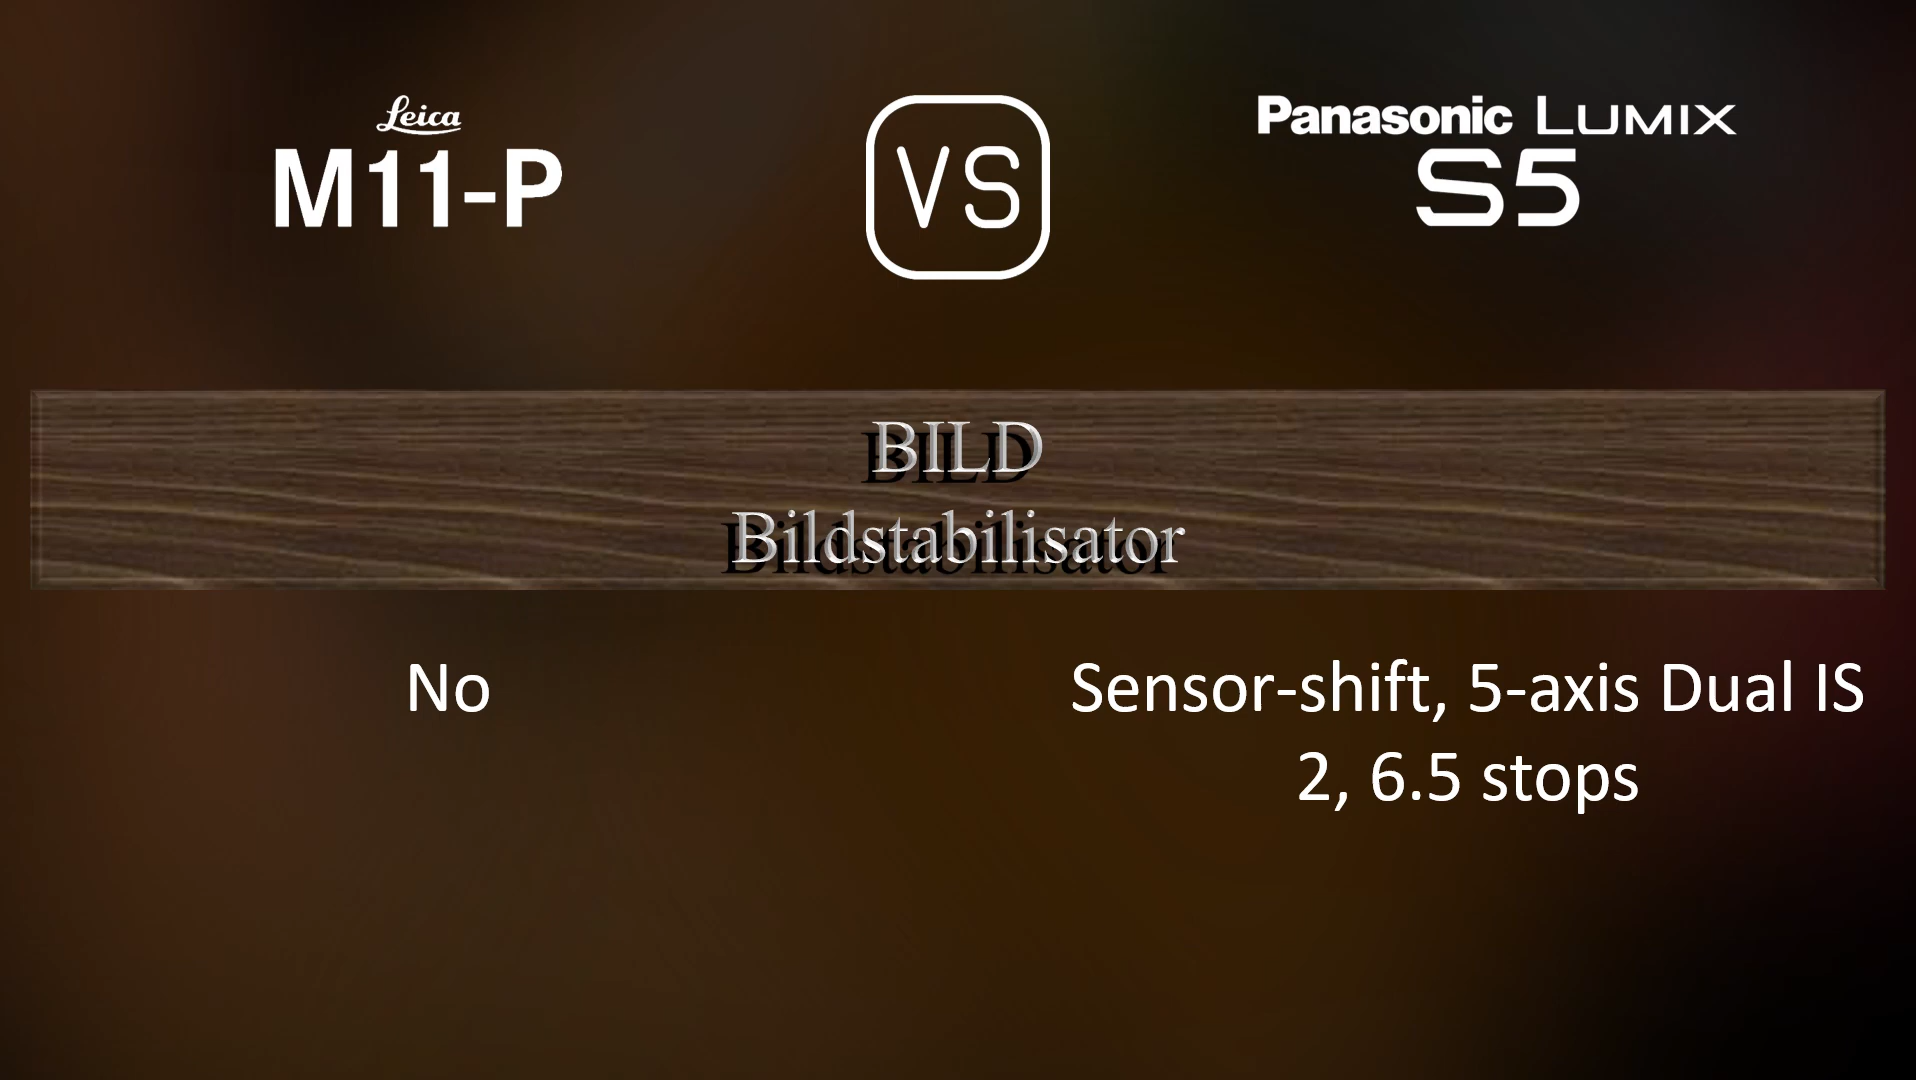 Leica
M11-P
VS
Panasonic LUMIX
S5
BILD
Bildstabilisator
No
Sensor-shift, 5-axis Dual IS
2, 6.5 stops